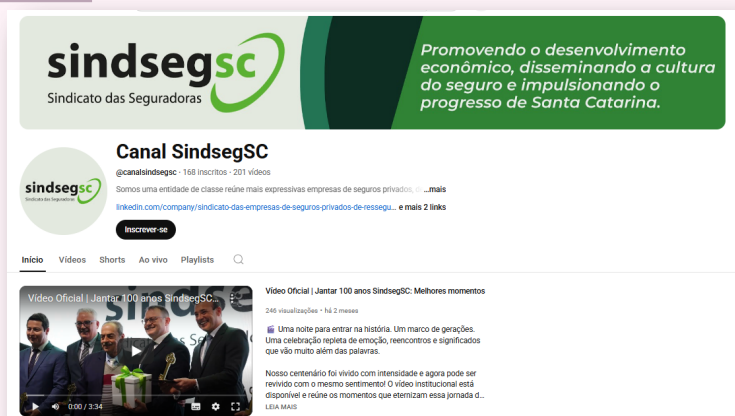 sindsegsc
Sindicato das Seguradoras
Promovendo o desenvolvimento
econômico, disseminando a cultura
do seguro e impulsionando o
progresso de Santa Catarina.
sindsegsc
Sindicato das Seguradoras
Canal SindsegSC
@canalsindsegsc · 168 inscritos · 201 vídeos
Somos uma entidade de classe reúne mais expressivas empresas de seguros privados, ...mais
linkedin.com/company/sindicato-das-empresas-de-seguros-privados-de-ressegu... e mais 2 links
Inscrever-se
Início Vídeos Shorts Ao vivo Playlists
Vídeo Oficial | Jantar 100 anos SindsegSC...
0:00 / 3:34
Vídeo Oficial | Jantar 100 anos SindsegSC: Melhores momentos
246 visualizações · há 2 meses
Uma noite para entrar na história. Um marco de gerações.
Uma celebração repleta de emoção, reencontros e significados
que vão muito além das palavras.
Nosso centenário foi vivido com intensidade e agora pode ser
revivido com o mesmo sentimento! O vídeo institucional está
disponível e reúne os momentos que eternizam essa jornada d...
LEIA MAIS